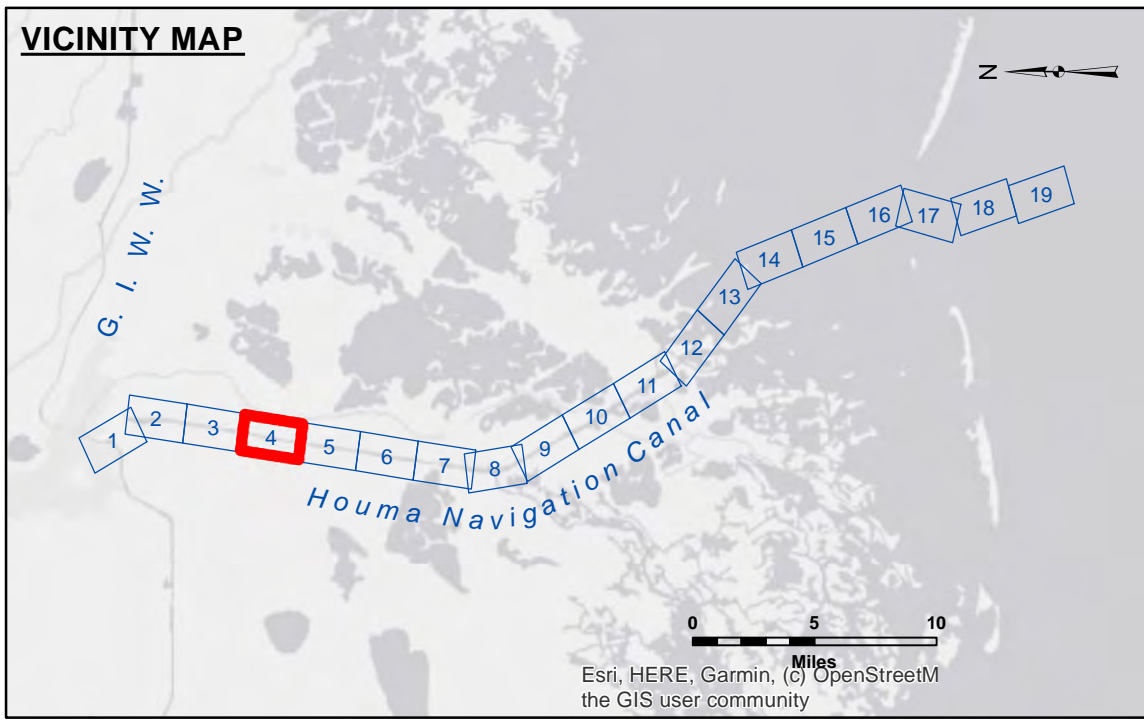 VICINITY MAP
N
G. I. W. W.
1
2
3
4
5
6
7
8
9
10
11
12
13
14
15
16
17
18
19
Houma Navigation Canal
0 5 10
Miles
Esri, HERE, Garmin, (c) OpenStreetM
the GIS user community